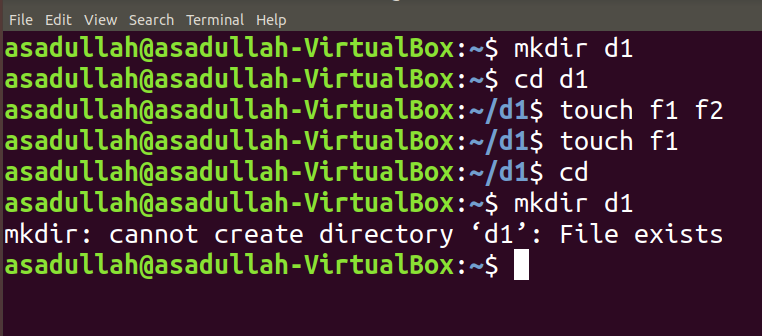 File Edit View Search Terminal Help
asadullah@asadullah-VirtualBox:~$ mkdir d1
asadullah@asadullah-VirtualBox:~$ cd d1
asadullah@asadullah-VirtualBox:~/d1$ touch f1 f2
asadullah@asadullah-VirtualBox:~/d1$ touch f1
asadullah@asadullah-VirtualBox:~/d1$ cd
asadullah@asadullah-VirtualBox:~$ mkdir d1
mkdir: cannot create directory ‘d1’: File exists
asadullah@asadullah-VirtualBox:~$